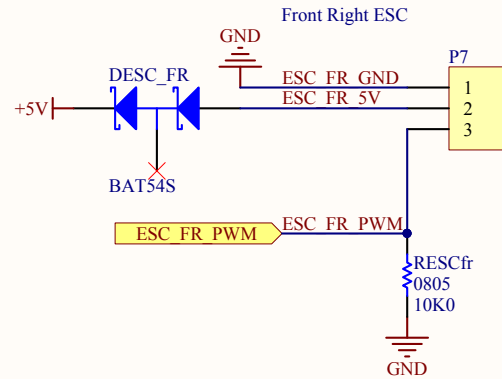 Front Right ESC
GND
P7
DESC_FR
ESC_FR_GND
1
+5V
ESC_FR_5V
2
3
BAT54S
ESC_FR_PWM
ESC_FR_PWM
RESCfr
0805
10K0
GND